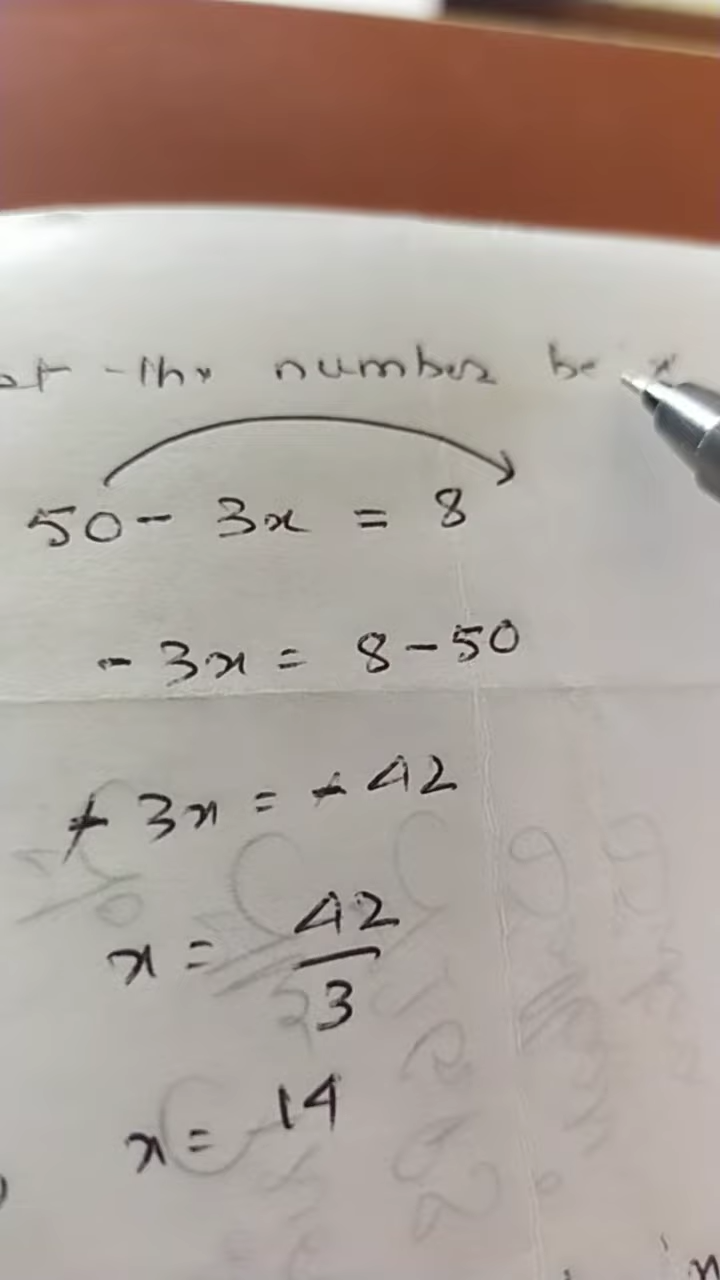 the number be x
50 - 3x = 8
- 3x = 8 - 50
- 3x = - 42
x = 42/3
x = 14